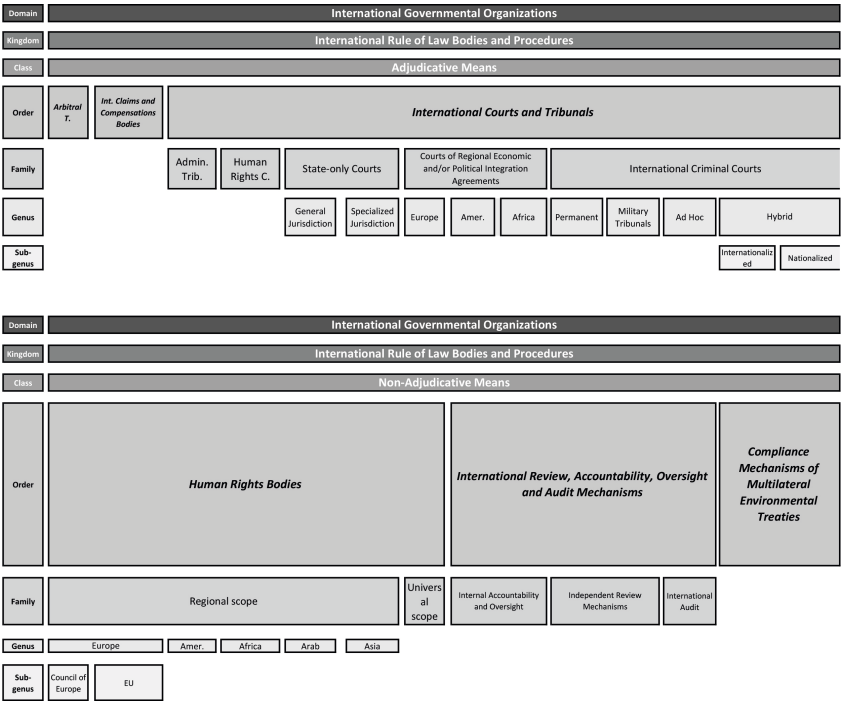 Domain
International Governmental Organizations
Kingdom
International Rule of Law Bodies and Procedures
Class
Adjudicative Means
Order
Arbitral
T.
Int. Claims and
Compensations
Bodies
International Courts and Tribunals
Family
Admin.
Trib.
Human
Rights C.
State-only Courts
Courts of Regional Economic
and/or Political Integration
Agreements
International Criminal Courts
Genus
General
Jurisdiction
Specialized
Jurisdiction
Europe
Amer.
Africa
Permanent
Military
Tribunals
Ad Hoc
Hybrid
Sub-
genus
Internationaliz
ed
Nationalized
Domain
International Governmental Organizations
Kingdom
International Rule of Law Bodies and Procedures
Class
Non-Adjudicative Means
Order
Human Rights Bodies
International Review, Accountability, Oversight
and Audit Mechanisms
Compliance
Mechanisms of
Multilateral
Environmental
Treaties
Family
Regional scope
Univers
al
scope
Internal Accountability
and Oversight
Independent Review
Mechanisms
International
Audit
Genus
Europe
Amer.
Africa
Arab
Asia
Sub-
genus
Council of
Europe
EU